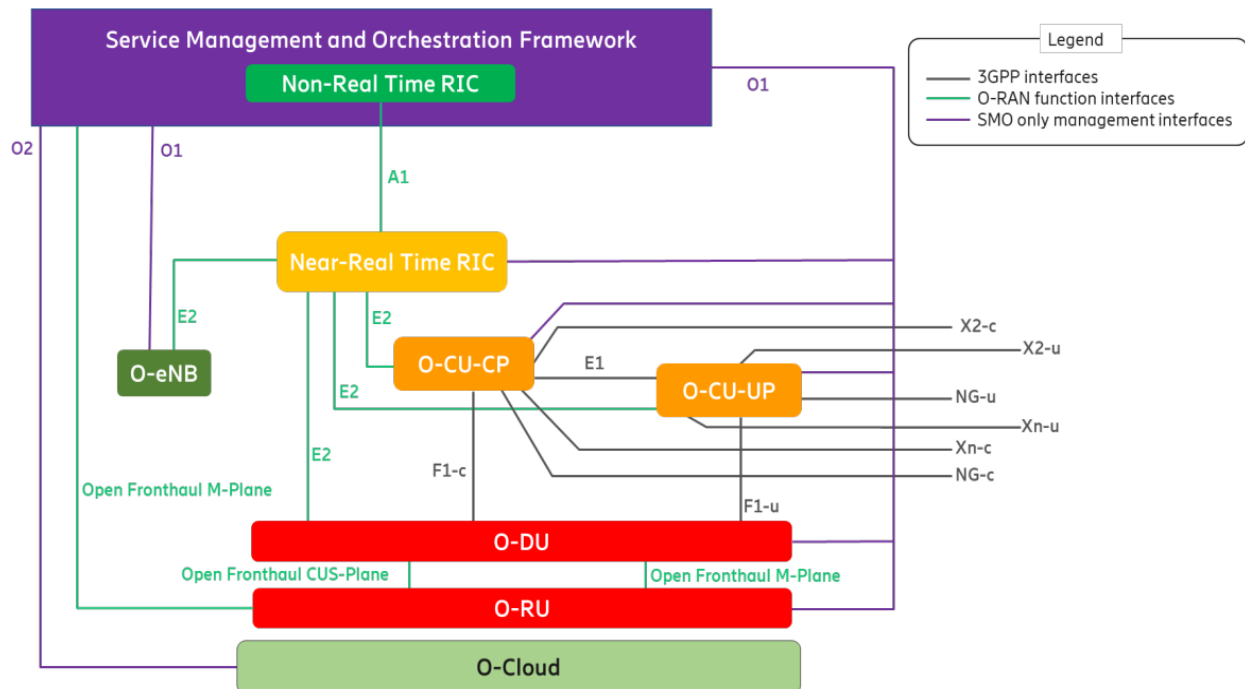 Service Management and Orchestration Framework
Non-Real Time RIC
Legend
3GPP interfaces
O-RAN function interfaces
SMO only management interfaces
O1
O2
O1
A1
Near-Real Time RIC
E2
E2
O-CU-CP
X2-c
X2-u
O-eNB
E1
O-CU-UP
E2
NG-u
Xn-u
Xn-c
E2
F1-c
NG-c
Open Fronthaul M-Plane
F1-u
O-DU
Open Fronthaul CUS-Plane
Open Fronthaul M-Plane
O-RU
O-Cloud